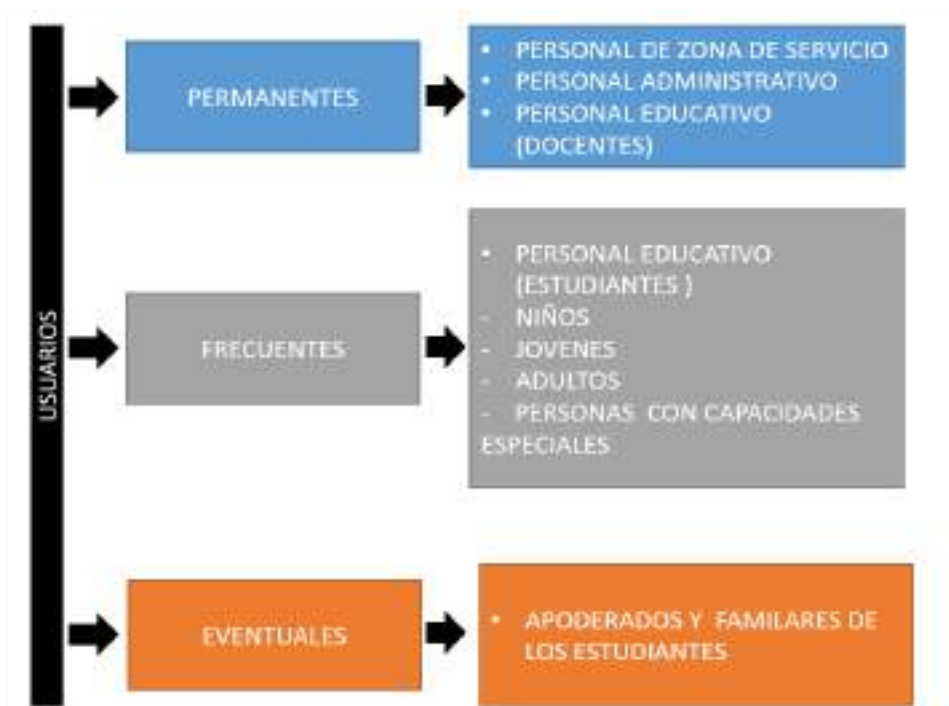 USUARIOS
PERMANENTES
• PERSONAL DE ZONA DE SERVICIO
• PERSONAL ADMINISTRATIVO
• PERSONAL EDUCATIVO
(DOCENTES)
FRECUENTES
• PERSONAL EDUCATIVO
(ESTUDIANTES )
- NIÑOS
- JOVENES
- ADULTOS
- PERSONAS CON CAPACIDADES
ESPECIALES
EVENTUALES
• APODERADOS Y FAMILARES DE
LOS ESTUDIANTES